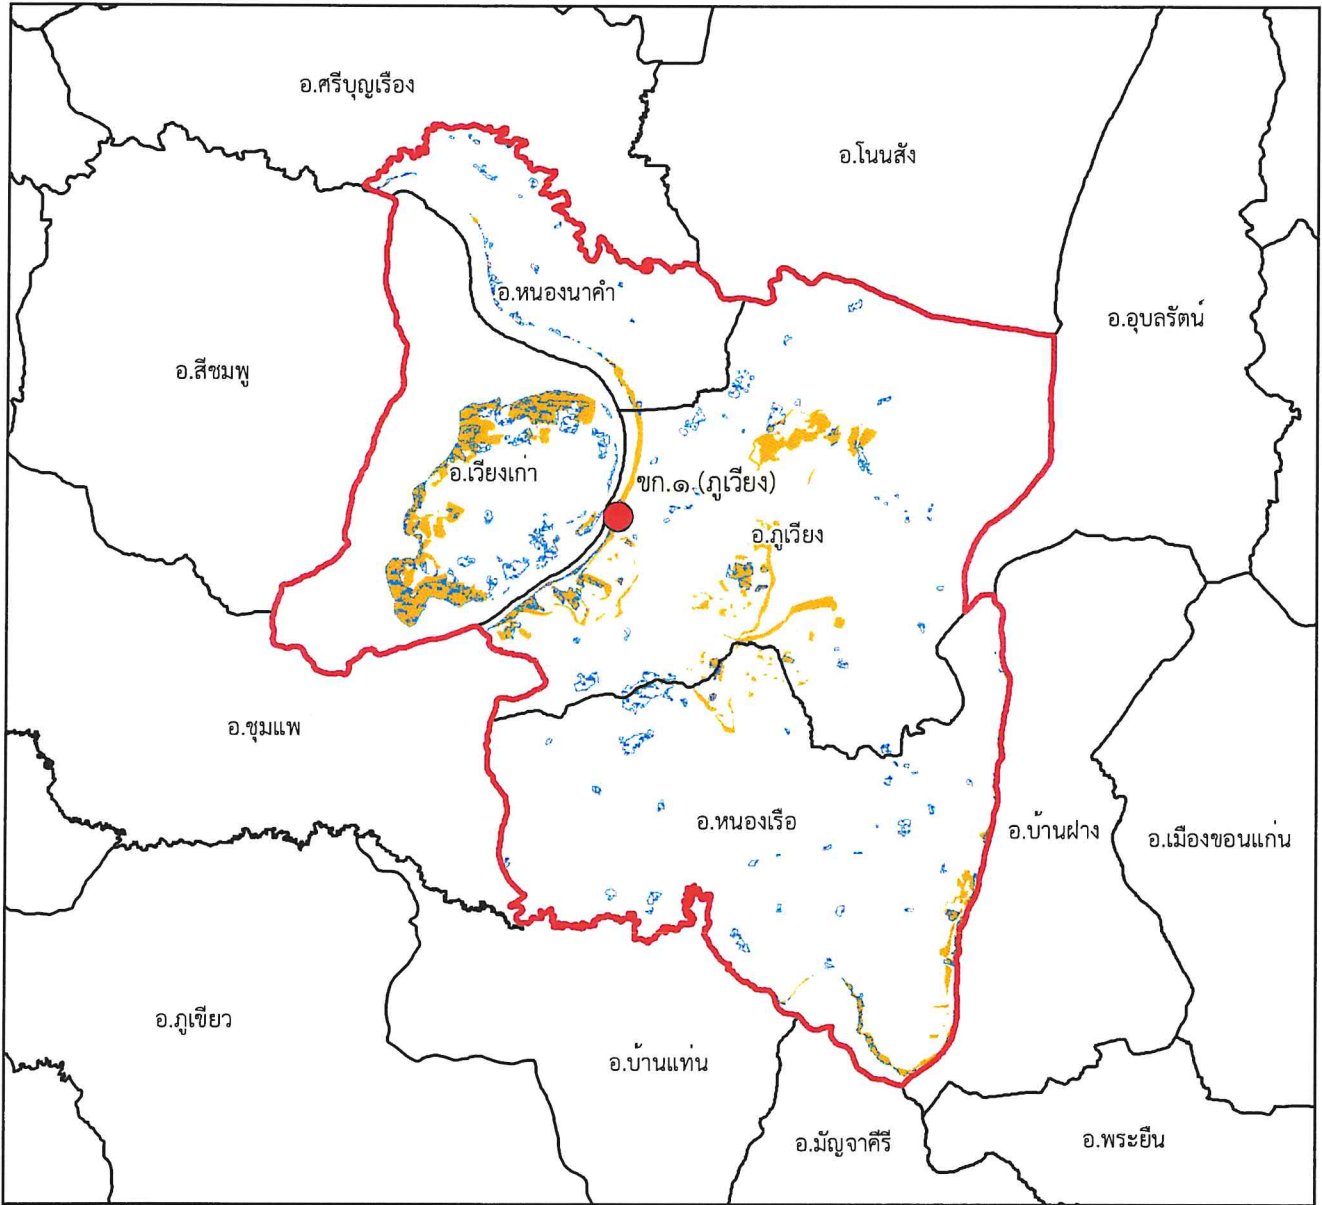 อ.ศรีบุญเรือง
อ.โนนสัง
อ.หนองนาคำ
อ.อุบลรัตน์
อ.สีชมพู
อ.เวียงเก่า
ขก.๑ (ภูเวียง)
อ.ภูเวียง
อ.ชุมแพ
อ.หนองเรือ
อ.บ้านฝาง
อ.เมืองขอนแก่น
อ.ภูเขียว
อ.บ้านแท่น
อ.มัญจาคีรี
อ.พระยืน